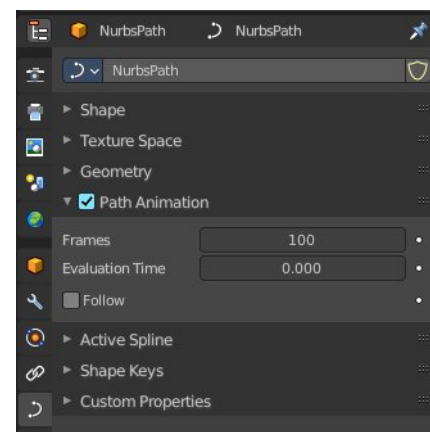 NurbsPath NurbsPath
NurbsPath
Shape
Texture Space
Geometry
Path Animation
Frames 100
Evaluation Time 0.000
Follow
Active Spline
Shape Keys
Custom Properties